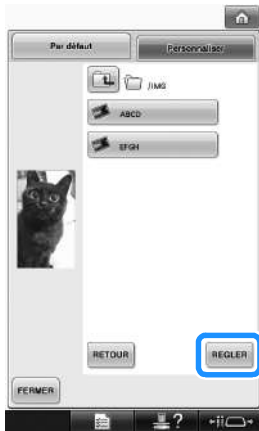 Par défaut
Personnaliser
/IMG
ABCD
EFGH
RETOUR
REGLER
FERMER
?